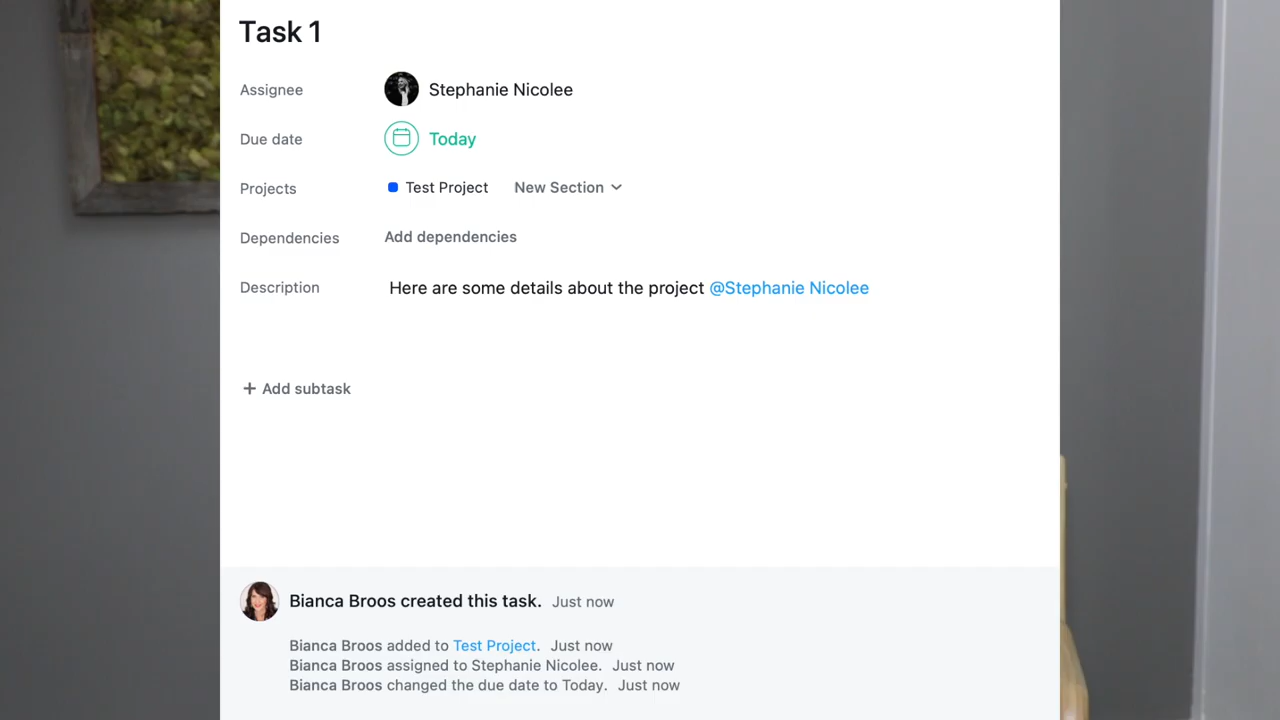 Task 1
Assignee Stephanie Nicolee
Due date Today
Projects Test Project New Section
Dependencies Add dependencies
Description Here are some details about the project @Stephanie Nicolee
+ Add subtask
Bianca Broos created this task. Just now
Bianca Broos added to Test Project. Just now
Bianca Broos assigned to Stephanie Nicolee. Just now
Bianca Broos changed the due date to Today. Just now